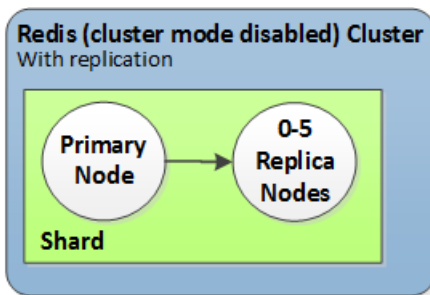 Redis (cluster mode disabled) Cluster
With replication
Primary
Node
0-5
Replica
Nodes
Shard